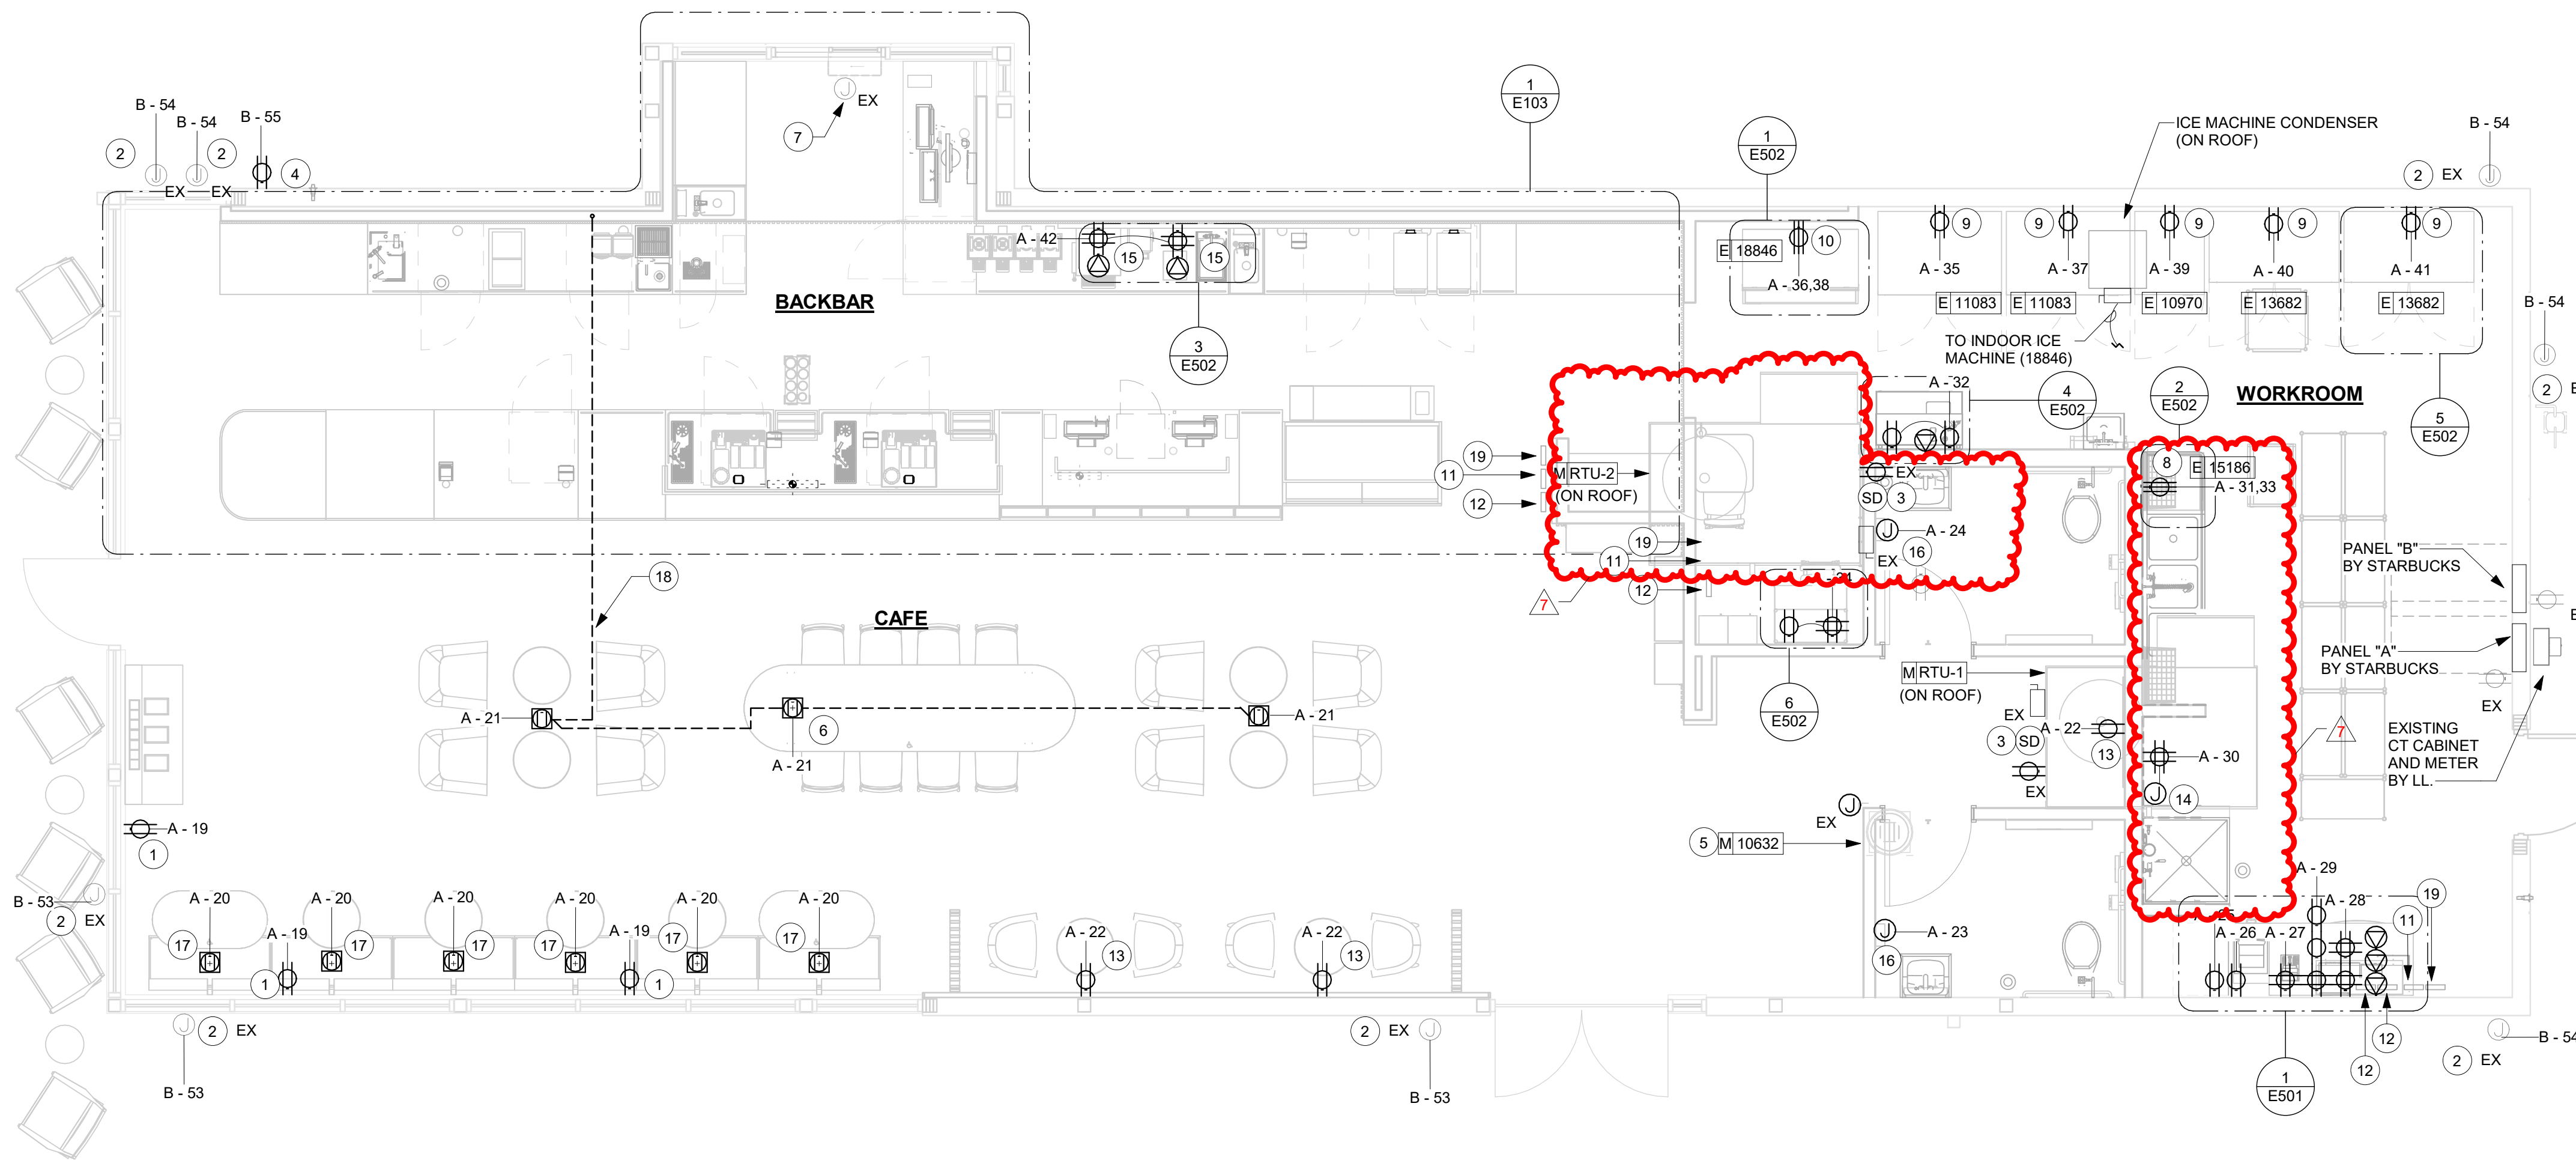 1
E103
B - 54
B - 54
B - 55
2
2
4
EX
EX
7
EX
1
E502
ICE MACHINE CONDENSER
(ON ROOF)
B - 54
2
EX
A - 42
15
15
E 18846
10
A - 36,38
9
9
9
9
9
A - 35
A - 37
A - 39
A - 40
A - 41
E 11083
E 11083
E 10970
E 13682
E 13682
B - 54
2
BACKBAR
3
E502
TO INDOOR ICE
MACHINE (18846)
A - 32
4
E502
2
E502
WORKROOM
5
E502
19
11
12
M RTU-2
(ON ROOF)
EX
SD
3
8
E 15186
A - 31,33
J
A - 24
19
11
12
EX
16
7
PANEL "B"
BY STARBUCKS
18
CAFE
PANEL "A"
BY STARBUCKS
M RTU-1
(ON ROOF)
6
E502
A - 21
6
A - 21
A - 21
EX
3
SD
A - 22
13
EX
A - 30
J
14
7
EX
EXISTING
CT CABINET
AND METER
BY LL.
A - 19
1
J
EX
5
M 10632
B - 53
J
2
EX
A - 20
A - 20
A - 20
A - 20
A - 20
A - 20
17
17
17
17
17
17
A - 19
1
A - 19
1
A - 22
13
A - 22
13
J
A - 23
16
A - 29
A - 28
A - 26
A - 27
11
19
J
2
EX
B - 53
2
EX
J
B - 53
12
12
J
B - 54
2
EX
1
E501